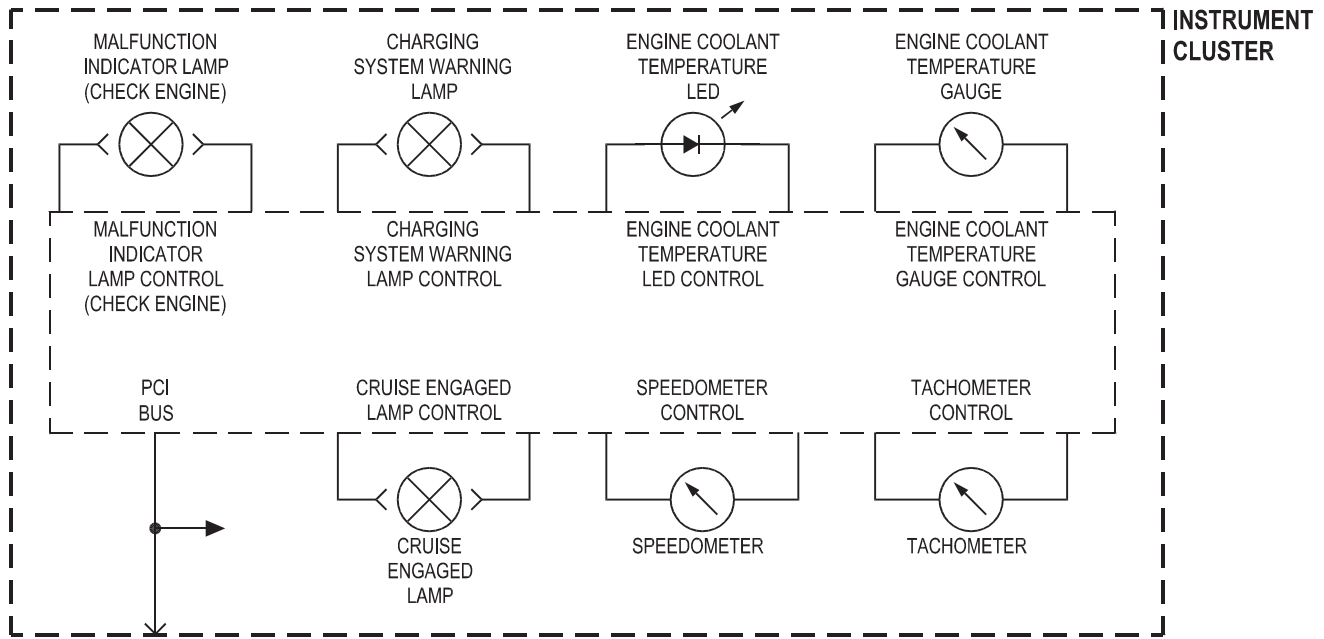 INSTRUMENT
CLUSTER
MALFUNCTION
INDICATOR LAMP
(CHECK ENGINE)
CHARGING
SYSTEM WARNING
LAMP
ENGINE COOLANT
TEMPERATURE
LED
ENGINE COOLANT
TEMPERATURE
GAUGE
MALFUNCTION
INDICATOR
LAMP CONTROL
(CHECK ENGINE)
CHARGING
SYSTEM WARNING
LAMP CONTROL
ENGINE COOLANT
TEMPERATURE
LED CONTROL
ENGINE COOLANT
TEMPERATURE
GAUGE CONTROL
PCI
BUS
CRUISE ENGAGED
LAMP CONTROL
SPEEDOMETER
CONTROL
TACHOMETER
CONTROL
CRUISE
ENGAGED
LAMP
SPEEDOMETER
TACHOMETER